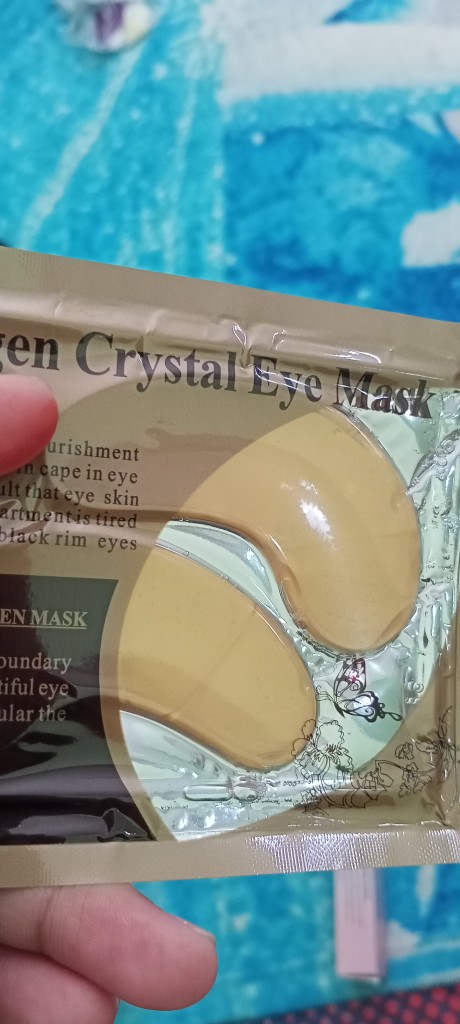 gen Crystal Eye Mask
urishment
in cape in eye
ult that eye skin
artment is tired
black rim eyes
EN MASK
oundary
tiful eye
ular the